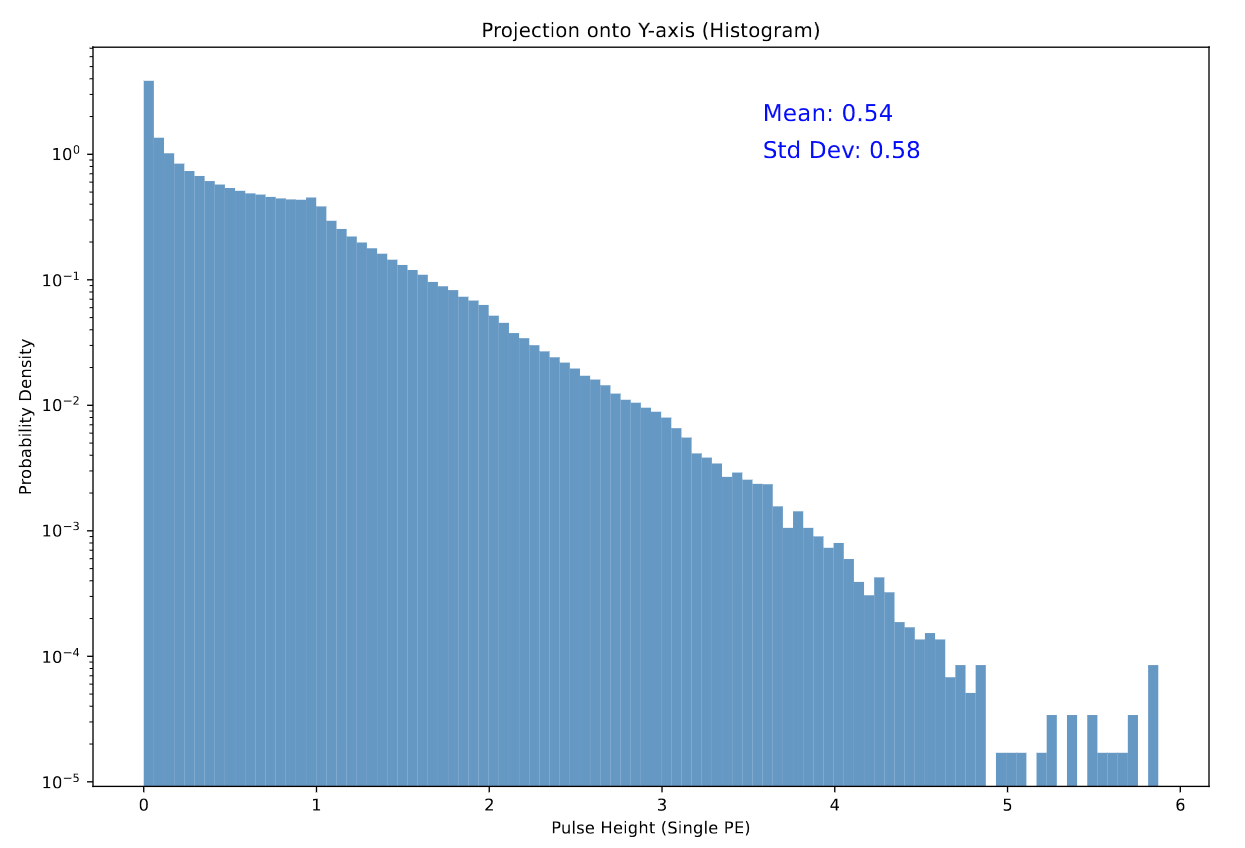 Projection onto Y-axis (Histogram)
Mean: 0.54
Std Dev: 0.58
Probability Density
10⁰
10⁻¹
10⁻²
10⁻³
10⁻⁴
10⁻⁵
0 1 2 3 4 5 6
Pulse Height (Single PE)